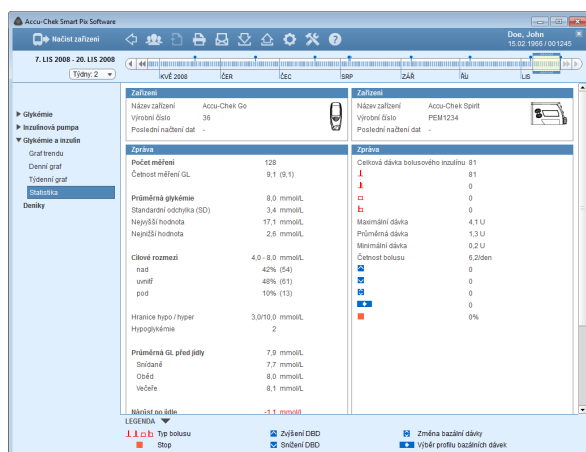 Accu-Chek Smart Pix Software
Načíst zařízení
Doe, John
15.02.1966 / 001245
7. LIS 2008 - 20. LIS 2008
Týdny: 2
KVĚ 2008 ČER ČEC SRP ZÁŘ ŘÍJ LIS
Glykémie
Inzulinová pumpa
Glykémie a inzulín
Graf trendu
Denní graf
Týdenní graf
Statistika
Deníky
Zařízení
Název zařízení Accu-Chek Go
Výrobní číslo 36
Poslední načtení dat -
Zpráva
Počet měření 128
Četnost měření GL 9,1 (9,1)
Průměrná glykémie 8,0 mmol/L
Standardní odchylka (SD) 3,4 mmol/L
Nejvyšší hodnota 17,1 mmol/L
Nejnižší hodnota 2,6 mmol/L
Cílové rozmezí 4,0 - 8,0 mmol/L
nad 42% (54)
uvnitř 48% (61)
pod 10% (13)
Hranice hypo / hyper 3,0/10,0 mmol/L
Hypoglykémie 2
Průměrná GL před jídly 7,9 mmol/L
Snídaně 7,7 mmol/L
Oběd 8,0 mmol/L
Večeře 8,1 mmol/L
Nárůst po jídle -1,1 mmol/L
Zařízení
Název zařízení Accu-Chek Spirit
Výrobní číslo PEM1234
Poslední načtení dat -
Zpráva
Celková dávka bolusového inzulínu 81
81
0
0
0
Maximální dávka 4,1 U
Průměrná dávka 1,3 U
Minimální dávka 0,2 U
Četnost bolusu 6,2/den
0
0
0
0
0%
LEGENDA
Typ bolusu
Zvýšení DBD
Změna bazální dávky
Stop
Snížení DBD
Výběr profilu bazálních dávek